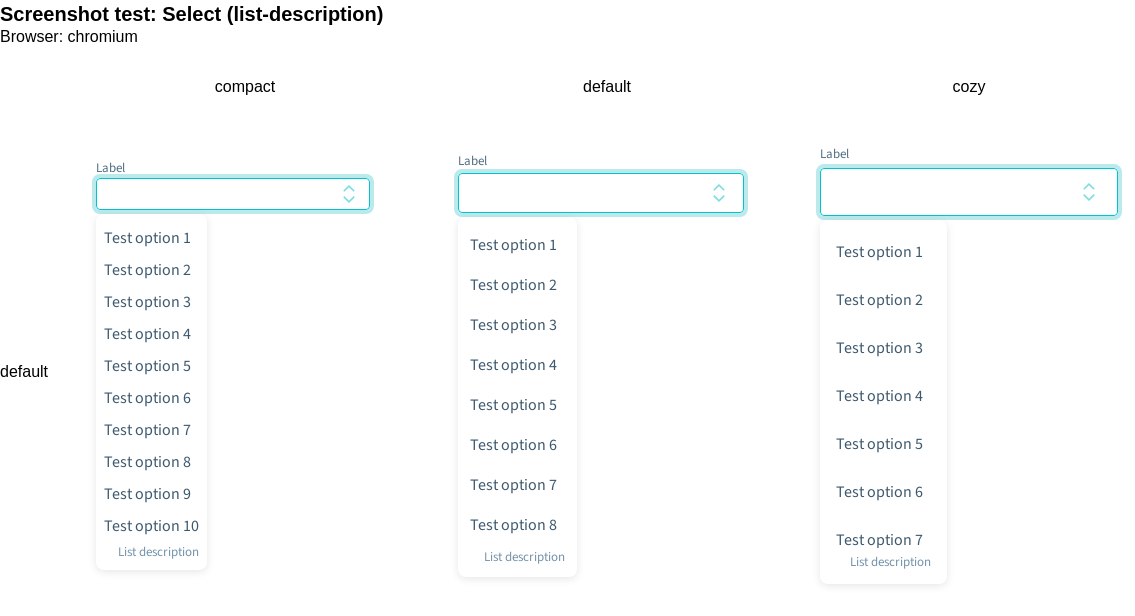 Screenshot test: Select (list-description)
Browser: chromium
compact
default
cozy
default
Label
Test option 1
Test option 2
Test option 3
Test option 4
Test option 5
Test option 6
Test option 7
Test option 8
Test option 9
Test option 10
List description
Label
Test option 1
Test option 2
Test option 3
Test option 4
Test option 5
Test option 6
Test option 7
Test option 8
List description
Label
Test option 1
Test option 2
Test option 3
Test option 4
Test option 5
Test option 6
Test option 7
List description